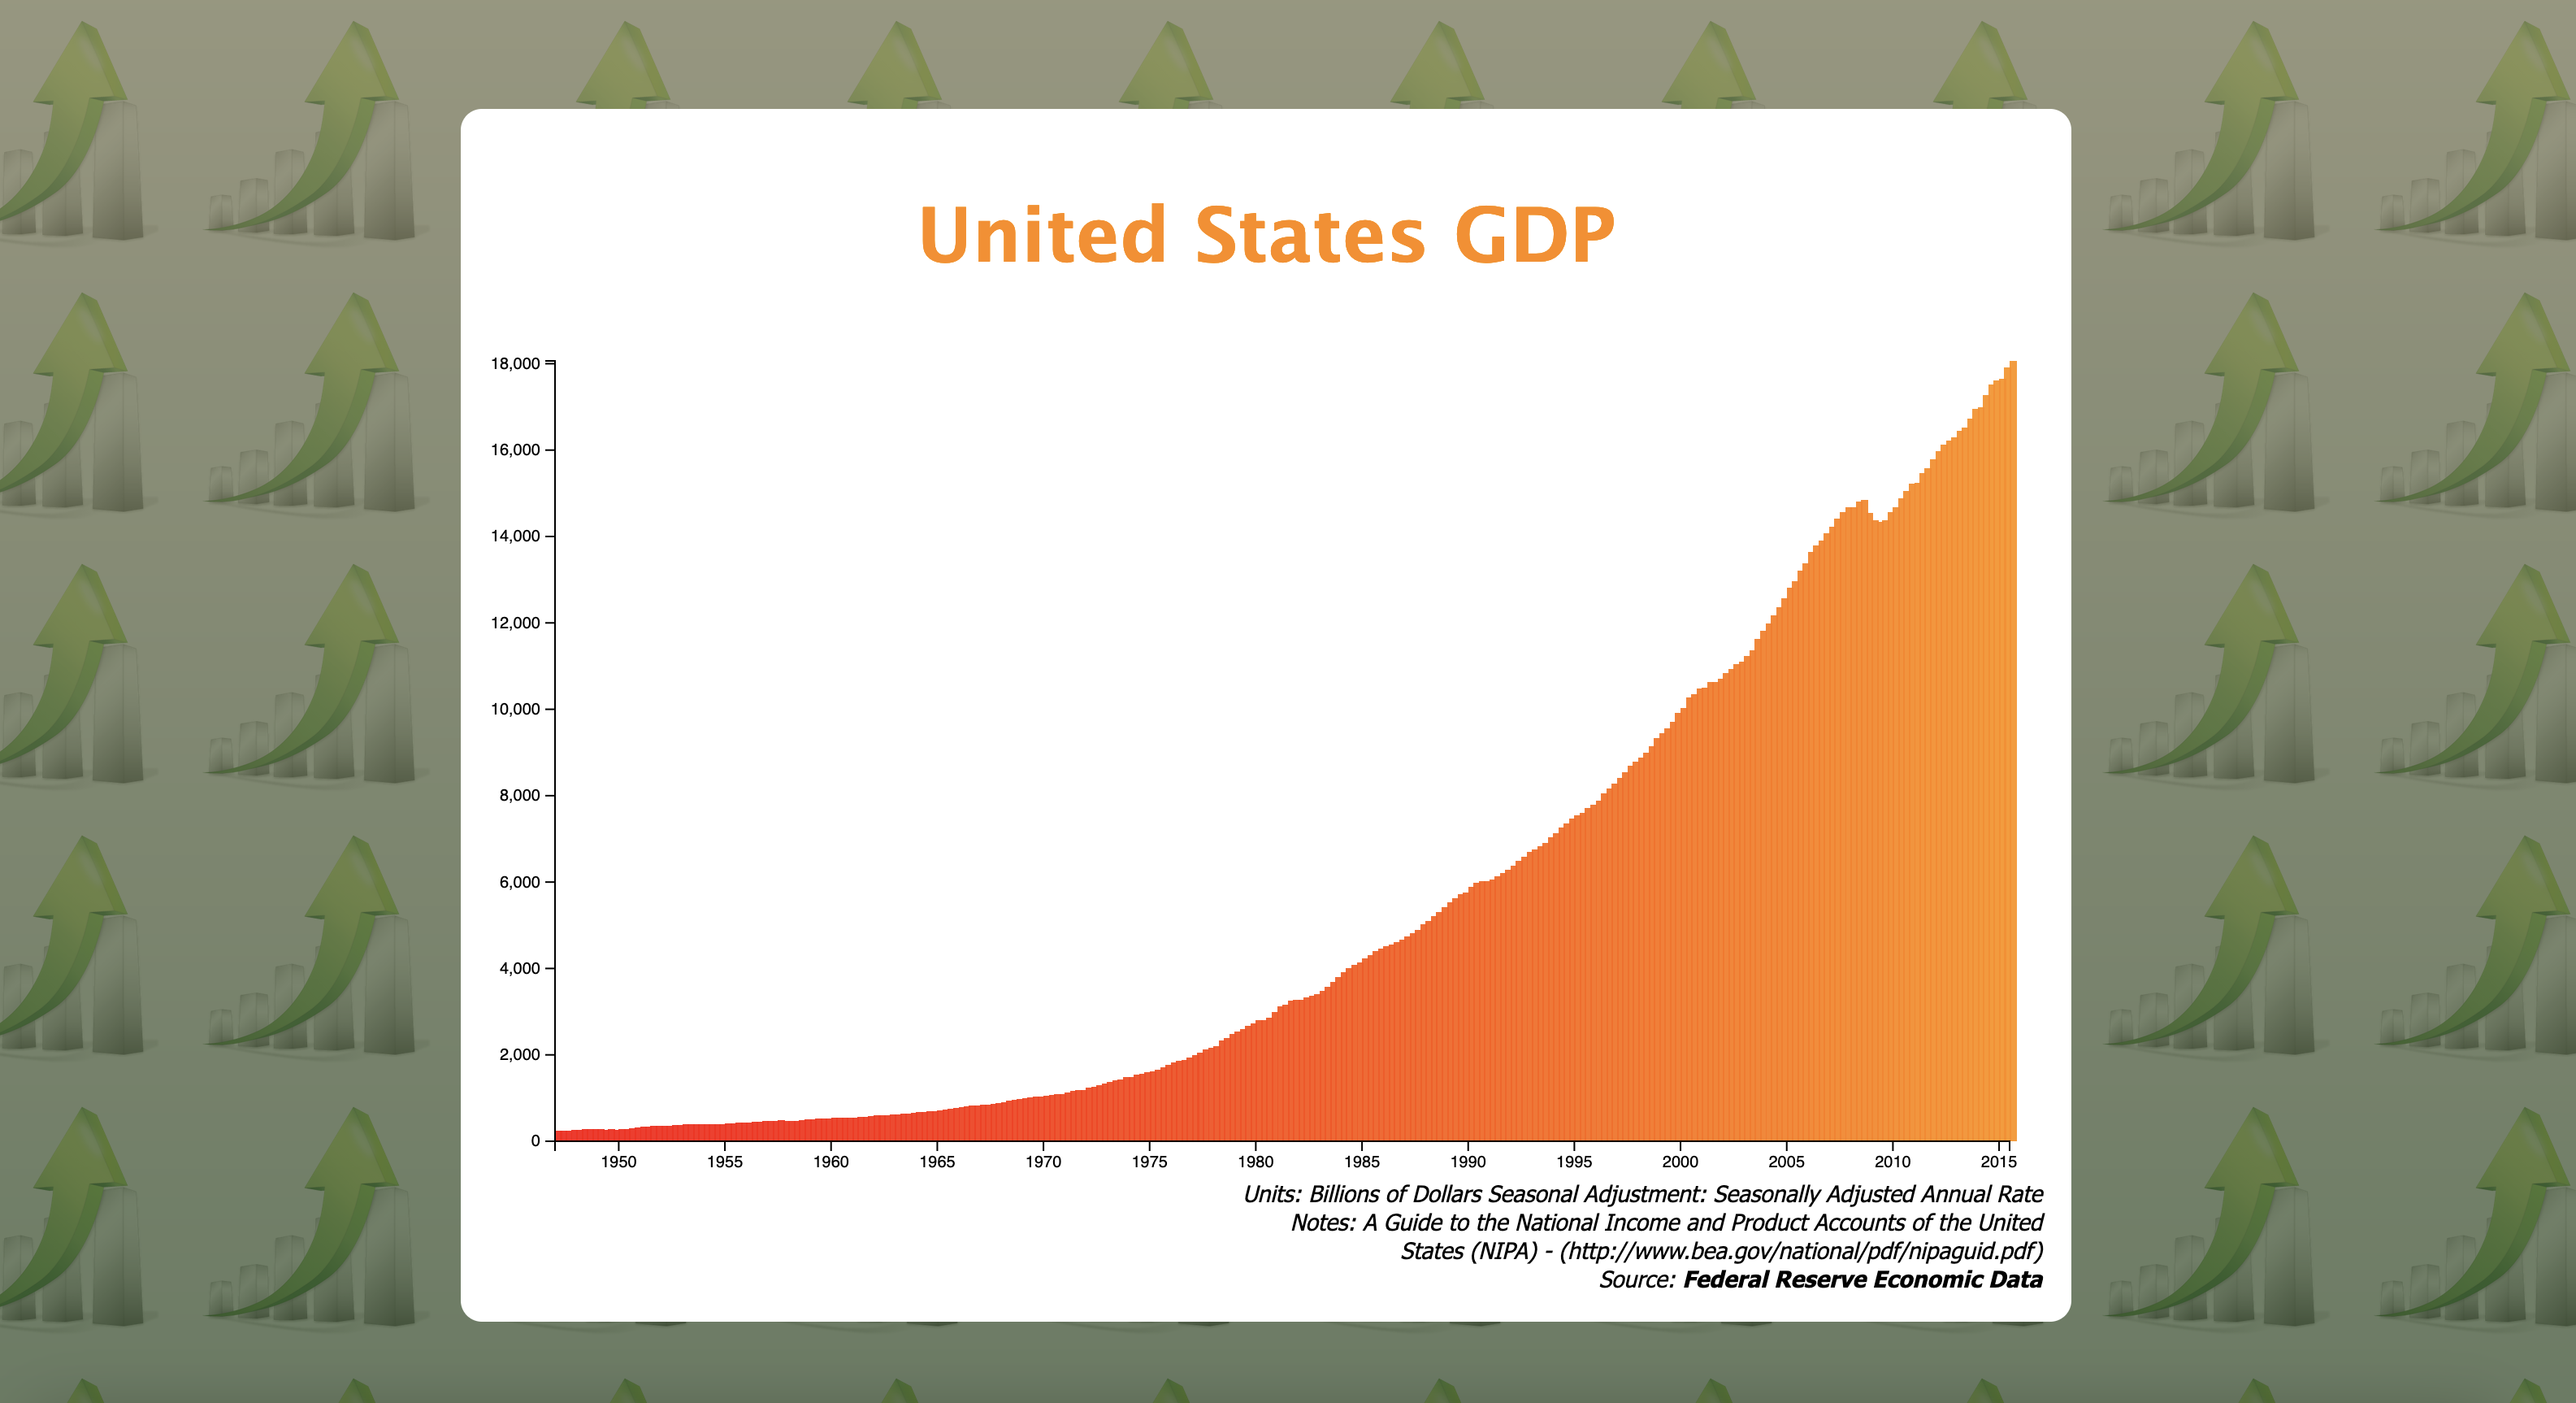 United States GDP
18,000
16,000
14,000
12,000
10,000
8,000
6,000
4,000
2,000
0
1950 1955 1960 1965 1970 1975 1980 1985 1990 1995 2000 2005 2010 2015
Units: Billions of Dollars Seasonal Adjustment: Seasonally Adjusted Annual Rate
Notes: A Guide to the National Income and Product Accounts of the United
States (NIPA) - (http://www.bea.gov/national/pdf/nipaguid.pdf)
Source: Federal Reserve Economic Data